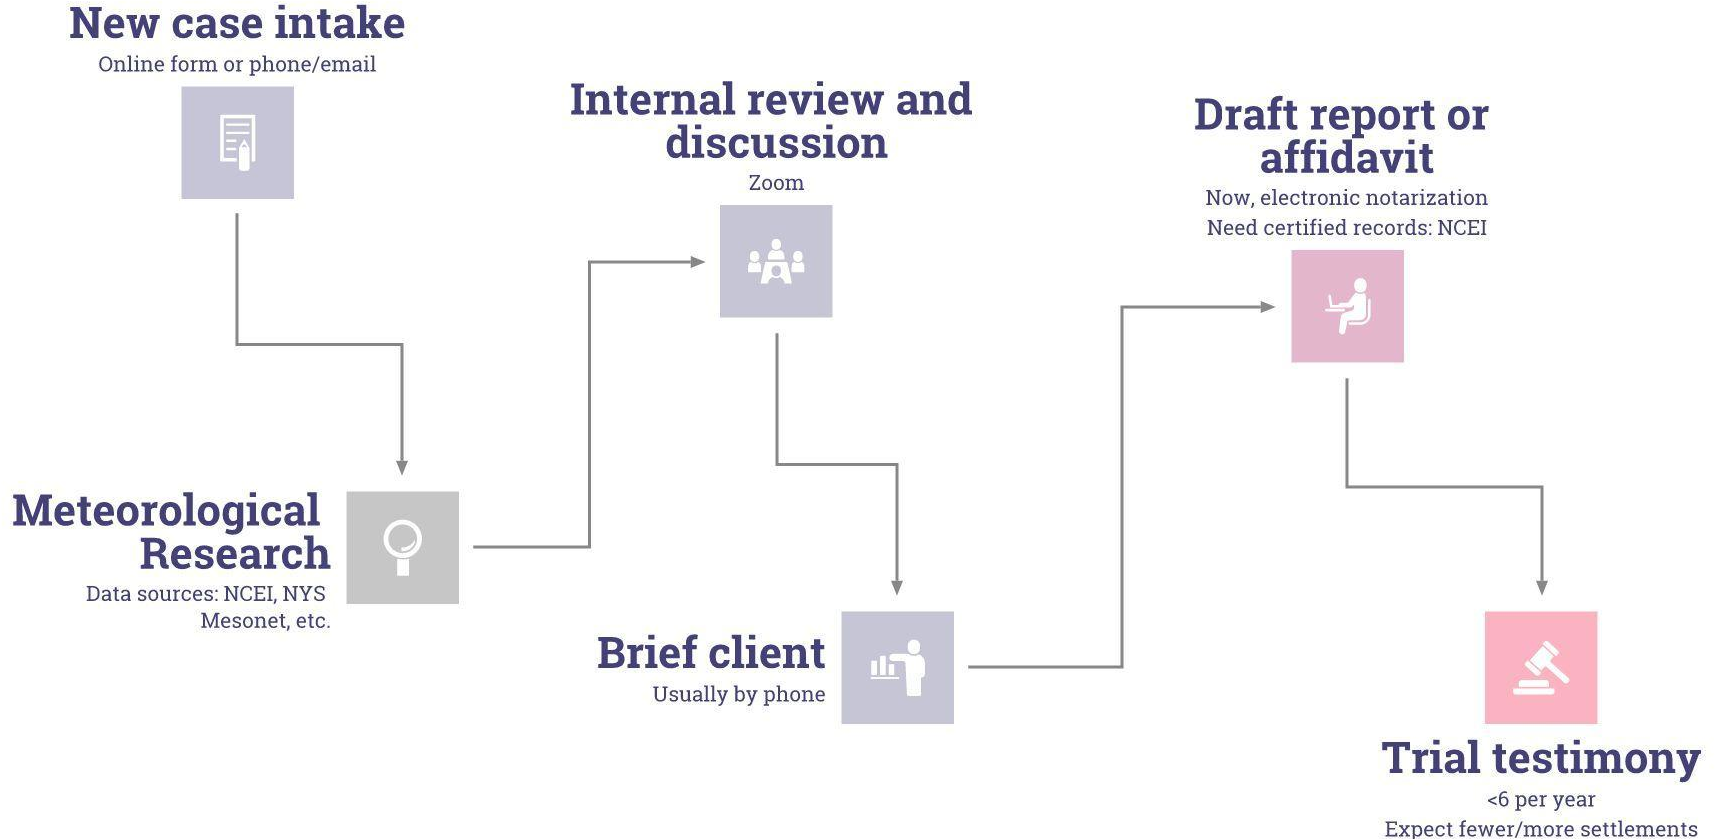 New case intake
Online form or phone/email
Meteorological
Research
Data sources: NCEI, NYS
Mesonet, etc.
Internal review and
discussion
Zoom
Brief client
Usually by phone
Draft report or
affidavit
Now, electronic notarization
Need certified records: NCEI
Trial testimony
<6 per year
Expect fewer/more settlements